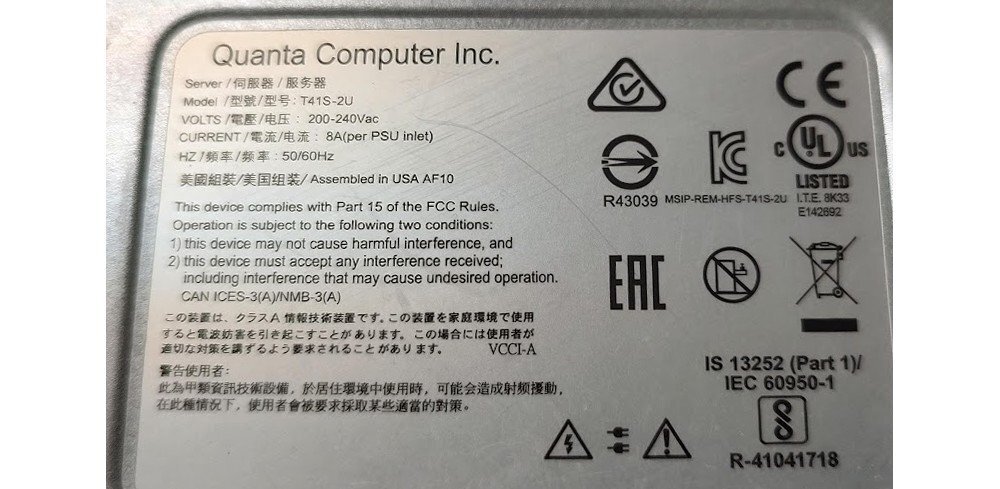 Quanta Computer Inc.
Server / 伺服器 / 服务器
Model / 型號/型号: T41S-2U
VOLTS /電壓/电压 : 200-240Vac
CURRENT /電流/电流: 8A(per PSU inlet)
HZ /頻率/频率 : 50/60Hz
美國組裝/美国组装/ Assembled in USA AF10
This device complies with Part 15 of the FCC Rules.
Operation is subject to the following two conditions:
1) this device may not cause harmful interference, and
2) this device must accept any interference received;
including interference that may cause undesired operation.
CAN ICES-3(A)/NMB-3(A)
この装置は、クラスA 情報技術装置です。この装置を家庭環境で使用
すると電波妨害を引き起こすことがあります。この場合には使用者が
適切な対策を講ずるよう要求されることがあります。 VCCI-A
警告使用者:
此為甲類資訊技術設備，於居住環境中使用時，可能會造成射頻擾動，
在此種情況下，使用者會被要求採取某些適當的對策。
CE
C UL US
LISTED
R43039 MSIP-REM-HFS-T41S-2U I.T.E. 8K33
E142692
EAC
IS 13252 (Part 1)/
IEC 60950-1
R-41041718